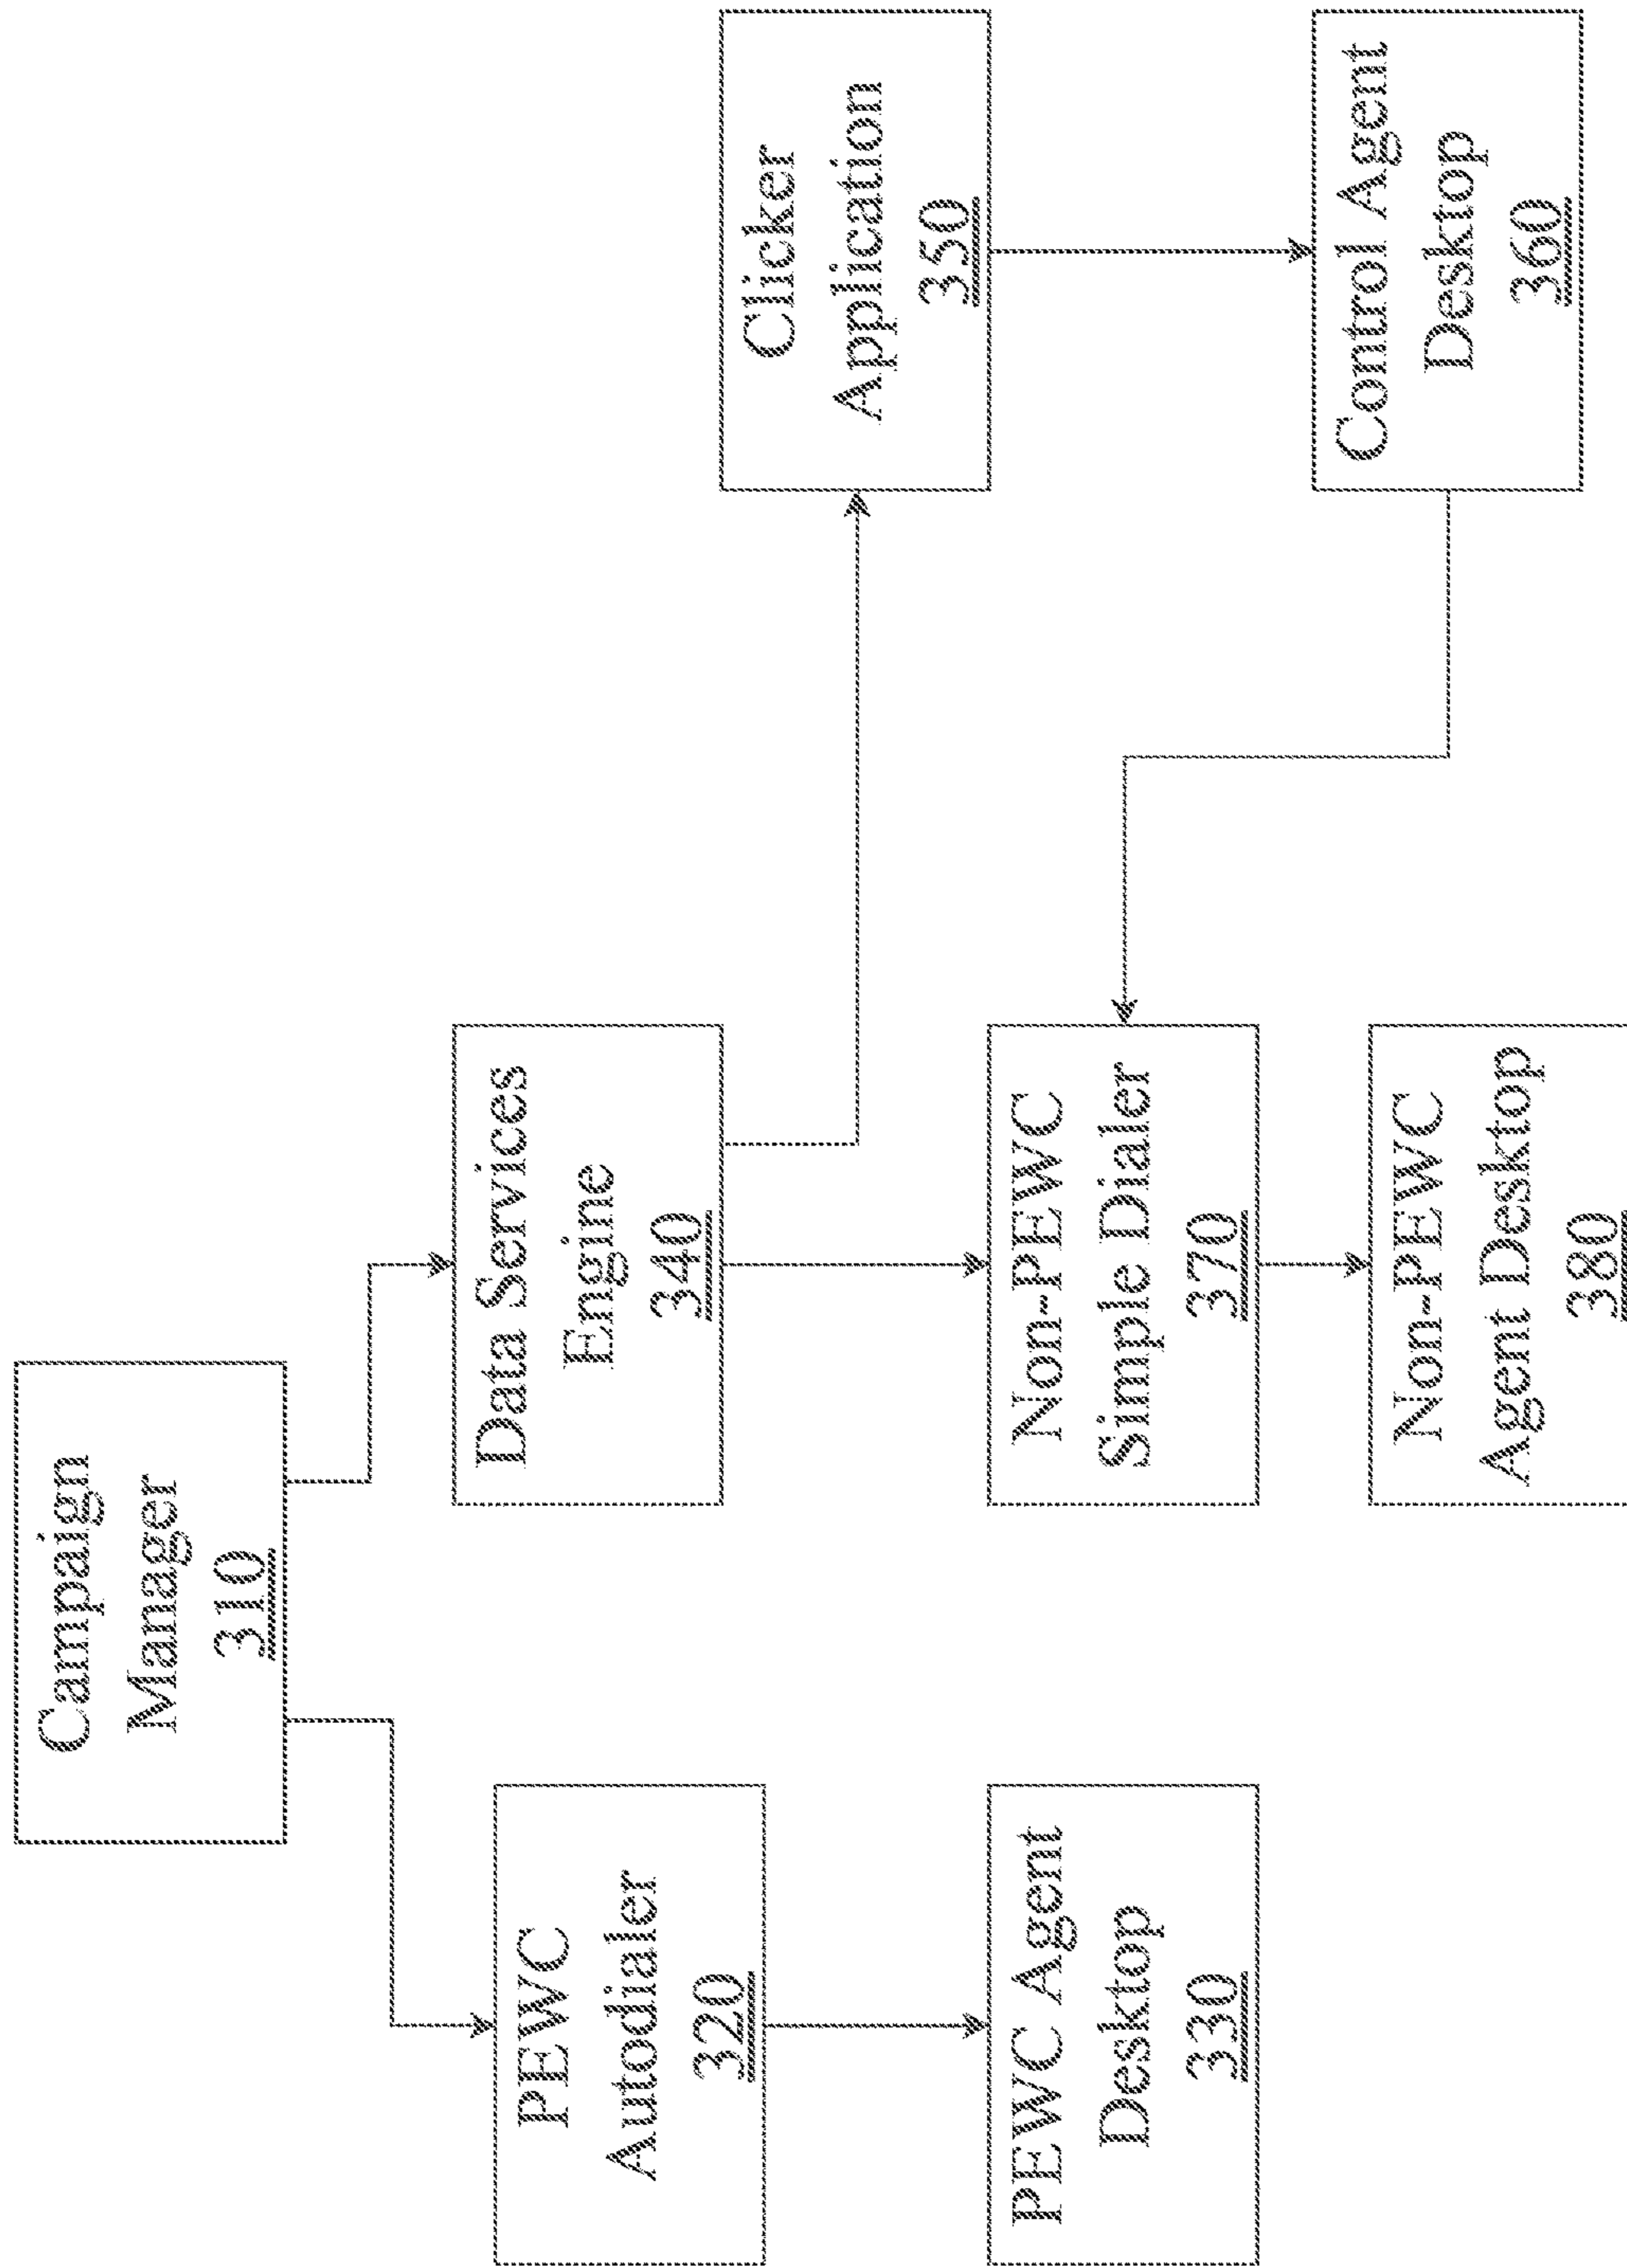 Campaign
Manager
310
PEWC
Autodialer
320
PEWC Agent
Desktop
330
Data Services
Engine
340
Non-PEWC
Simple Dialer
370
Non-PEWC
Agent Desktop
380
Clicker
Application
350
Control Agent
Desktop
360